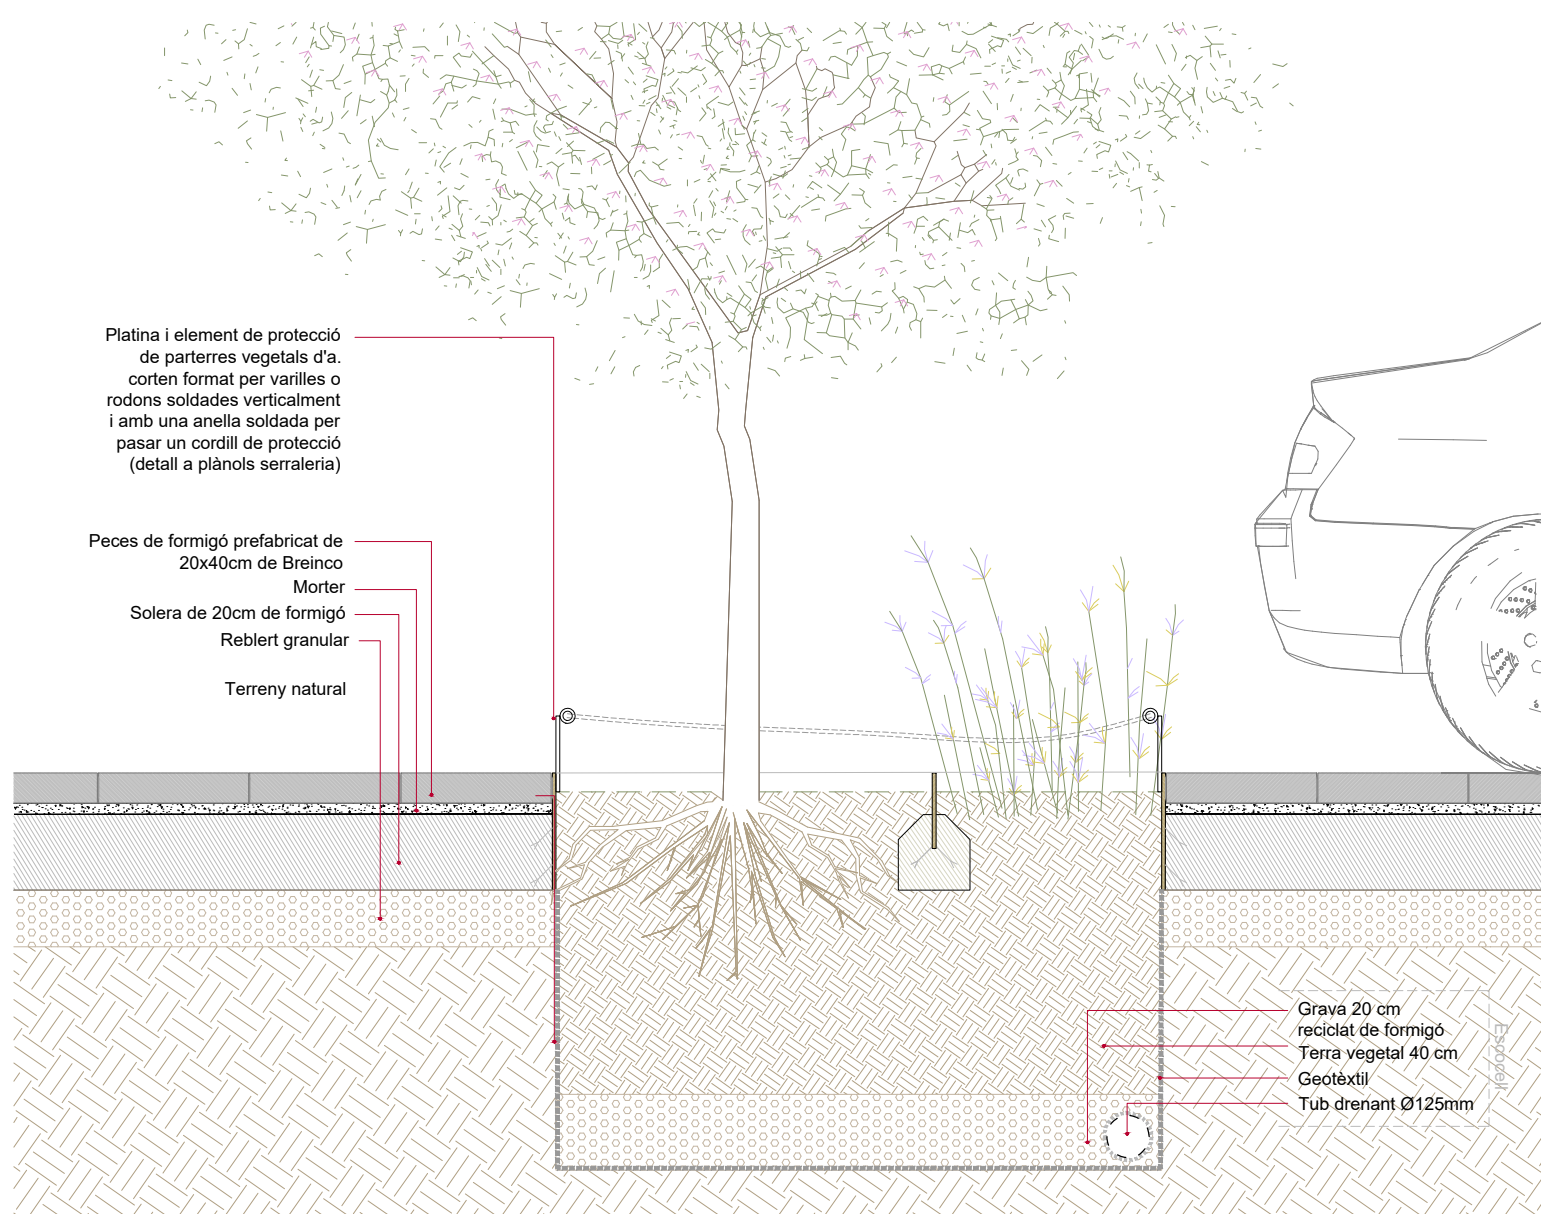 Platina i element de protecció
de parterres vegetals d'a.
corten format per varilles o
rodons soldades verticalment
i amb una anella soldada per
pasar un cordill de protecció
(detall a plànols serraleria)
Peces de formigó prefabricat de
20x40cm de Breinco
Morter
Solera de 20cm de formigó
Reblert granular
Terreny natural
Grava 20 cm
reciclat de formigó
Terra vegetal 40 cm
Geotèxtil
Tub drenant Ø125mm
Escocell